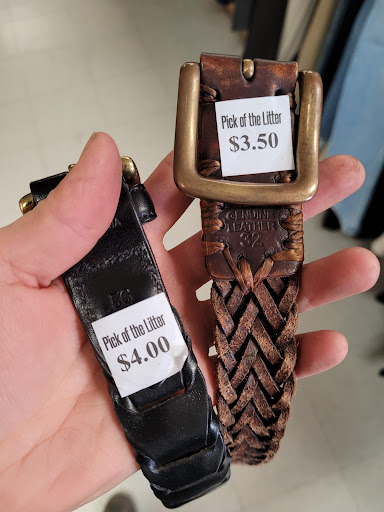 Pick of the Litter
$3.50
GENUINE
LEATHER
32
Pick of the Litter
$4.00